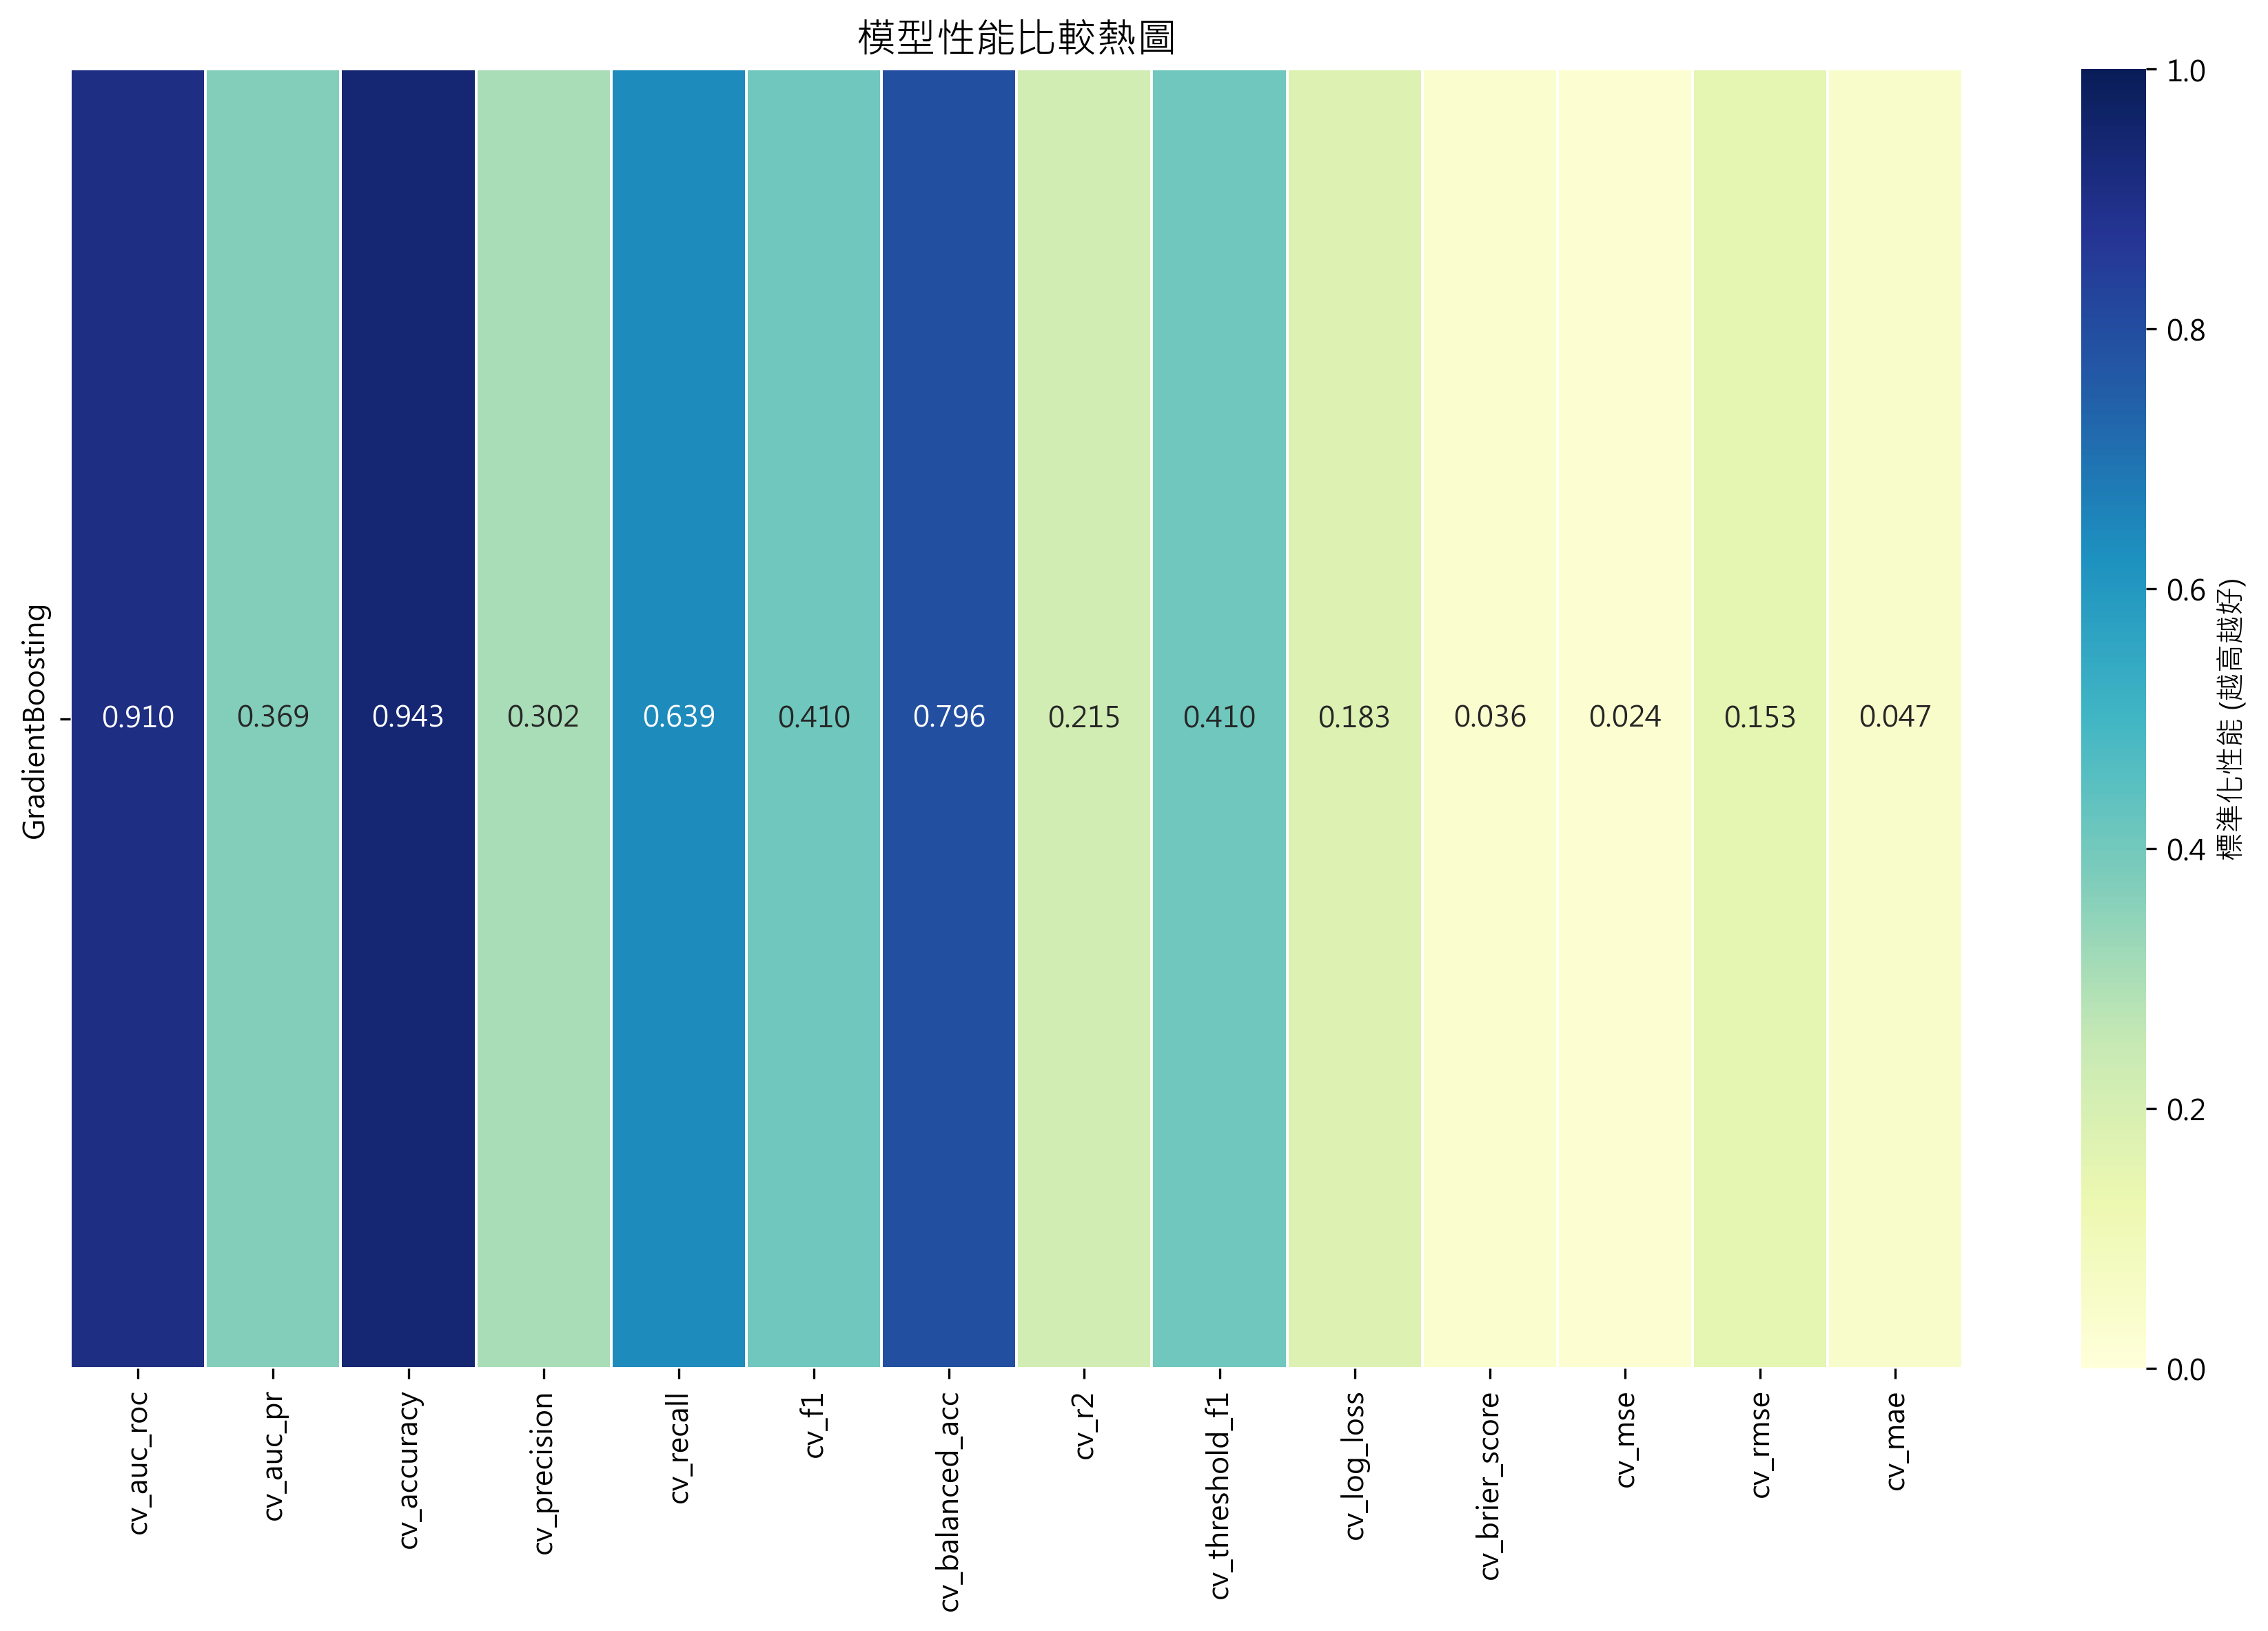 模型性能比較熱圖
GradientBoosting
0.910 0.369 0.943 0.302 0.639 0.410 0.796 0.215 0.410 0.183 0.036 0.024 0.153 0.047
cv_auc_roc
cv_auc_pr
cv_accuracy
cv_precision
cv_recall
cv_f1
cv_balanced_acc
cv_r2
cv_threshold_f1
cv_log_loss
cv_brier_score
cv_mse
cv_rmse
cv_mae
1.0
0.8
0.6
0.4
0.2
0.0
標準化性能 (越高越好)